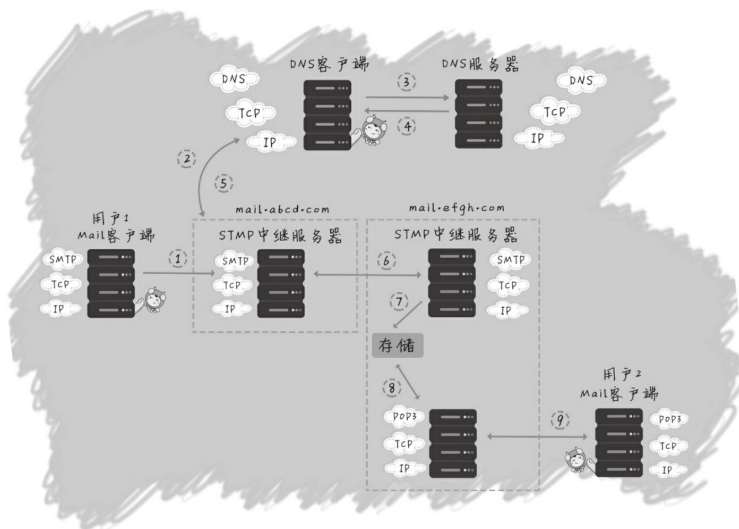 DNS客户端
DNS服务器
DNS
TCP
IP
③
④
DNS
TCP
IP
②
⑤
mail.abcd.com
mail.efgh.com
用户1
Mail客户端
STMP中继服务器
STMP中继服务器
SMTP
TCP
IP
①
SMTP
TCP
IP
⑥
SMTP
TCP
IP
⑦
存储
⑧
用户2
Mail客户端
POP3
TCP
IP
⑨
POP3
TCP
IP